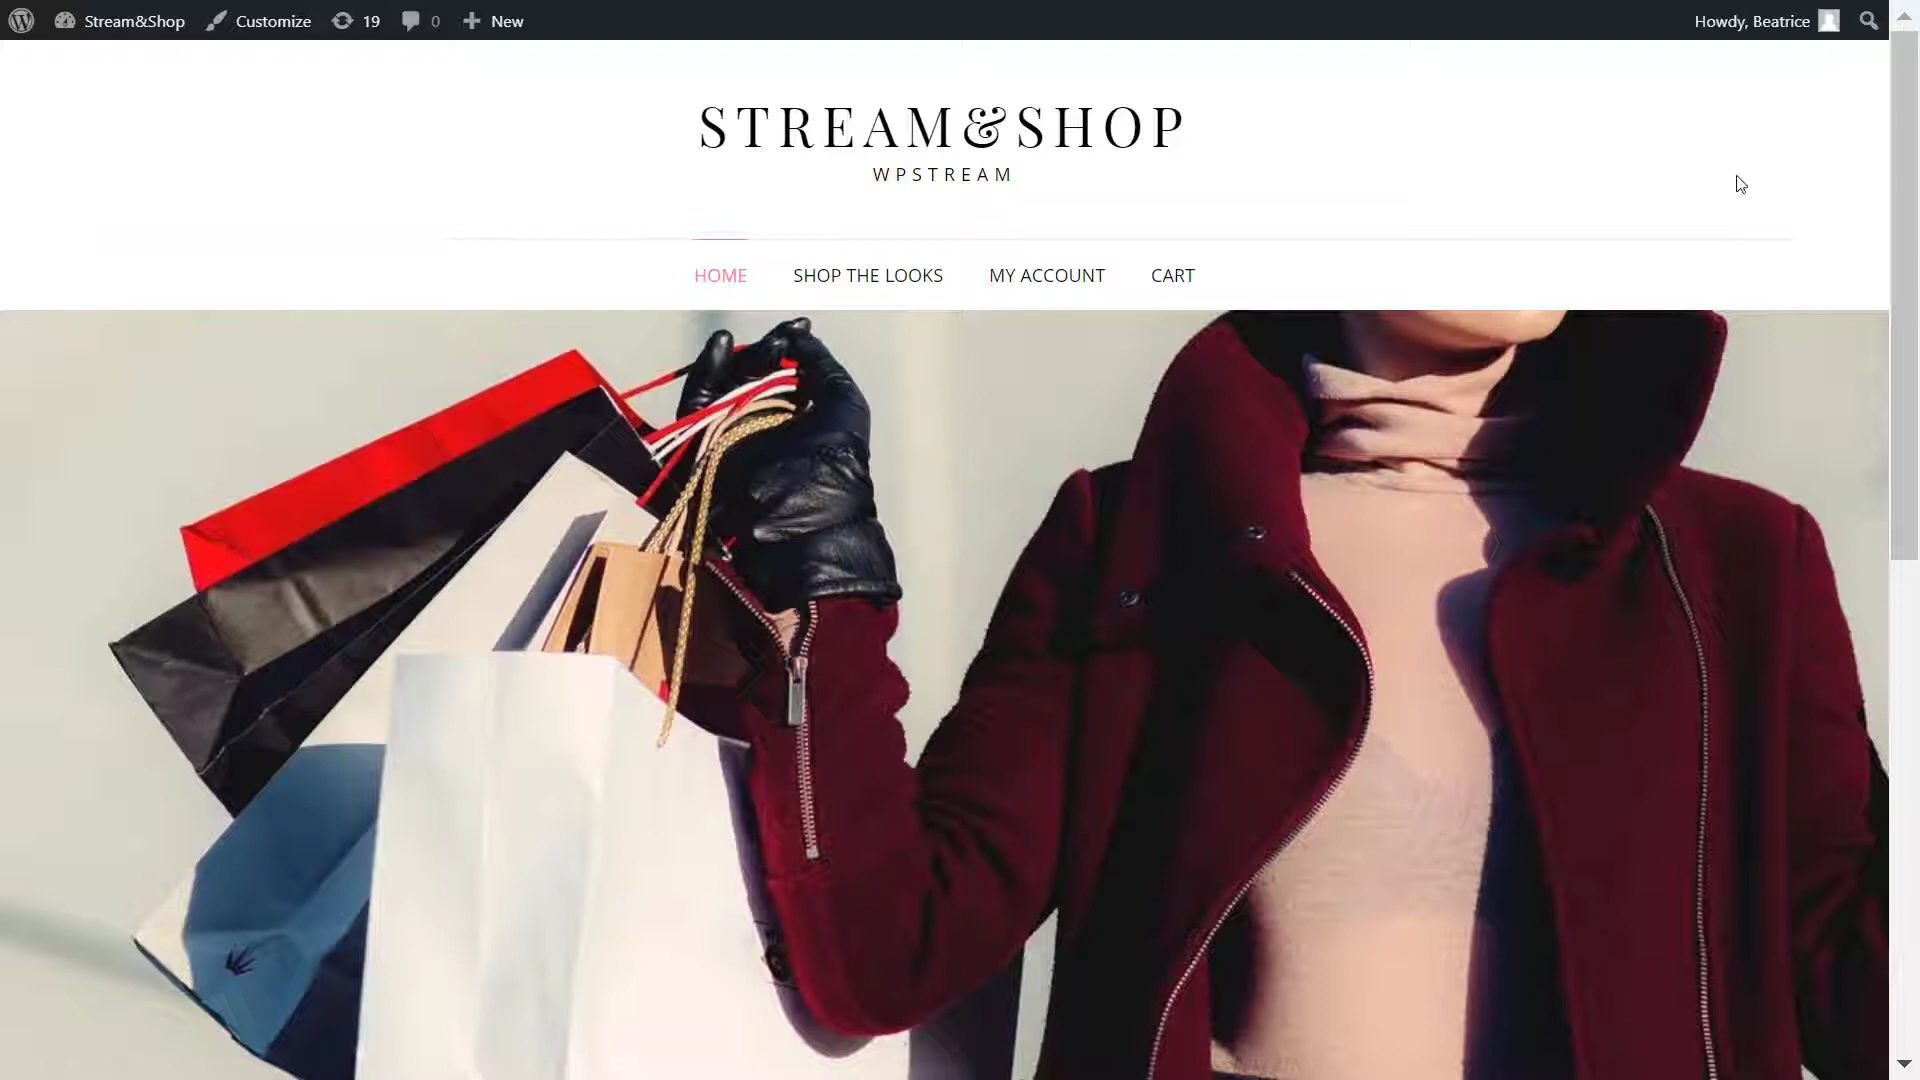 Stream&Shop Customize 19 0 New Howdy, Beatrice
STREAM&SHOP
WPSTREAM
HOME SHOP THE LOOKS MY ACCOUNT CART